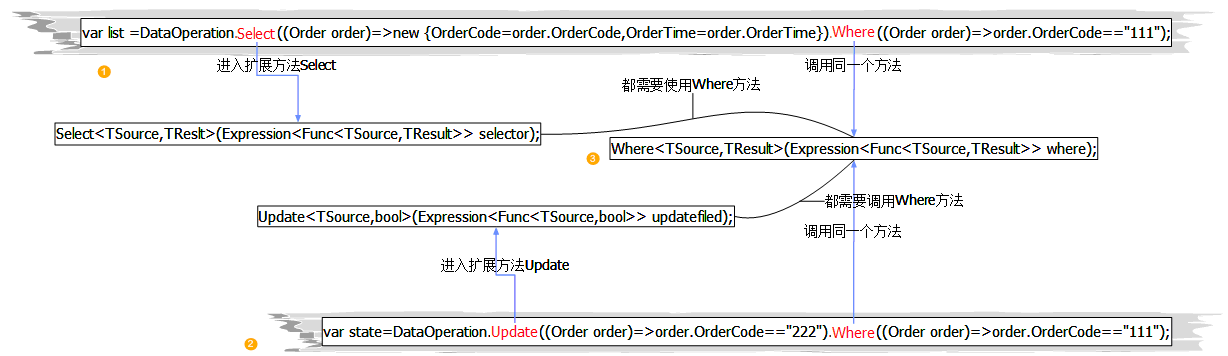 var list =DataOperation.Select((Order order)=>new {OrderCode=order.OrderCode,OrderTime=order.OrderTime}).Where((Order order)=>order.OrderCode=="111");
1
进入扩展方法Select
调用同一个方法
都需要使用Where方法
Select<TSource,TReslt>(Expression<Func<TSource,TResult>> selector);
Where<TSource,TResult>(Expression<Func<TSource,TResult>> where);
3
都需要调用Where方法
Update<TSource,bool>(Expression<Func<TSource,bool>> updatefiled);
调用同一个方法
进入扩展方法Update
var state=DataOperation.Update((Order order)=>order.OrderCode=="222").Where((Order order)=>order.OrderCode=="111");
2